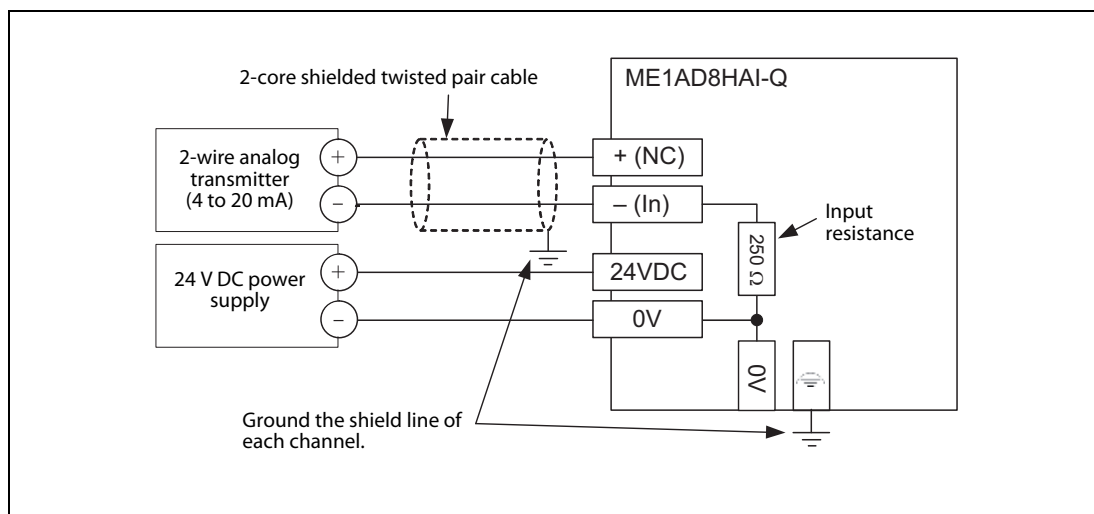 2-core shielded twisted pair cable
ME1AD8HAI-Q
2-wire analog
transmitter
(4 to 20 mA)
+
–
+ (NC)
– (In)
Input
resistance
250 Ω
24 V DC power
supply
+
–
24VDC
0V
0V
Ground the shield line of
each channel.